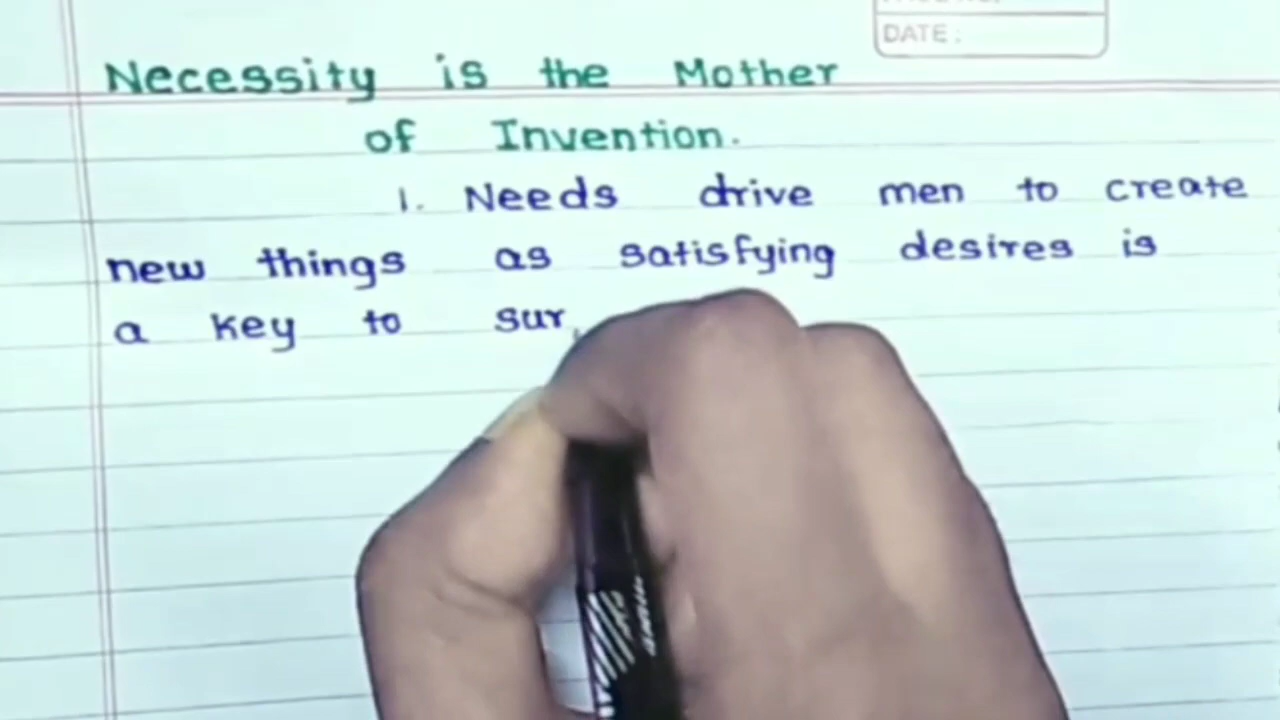 DATE :
Necessity is the Mother
of Invention.
1. Needs drive men to create
new things as satisfying desires is
a key to sur